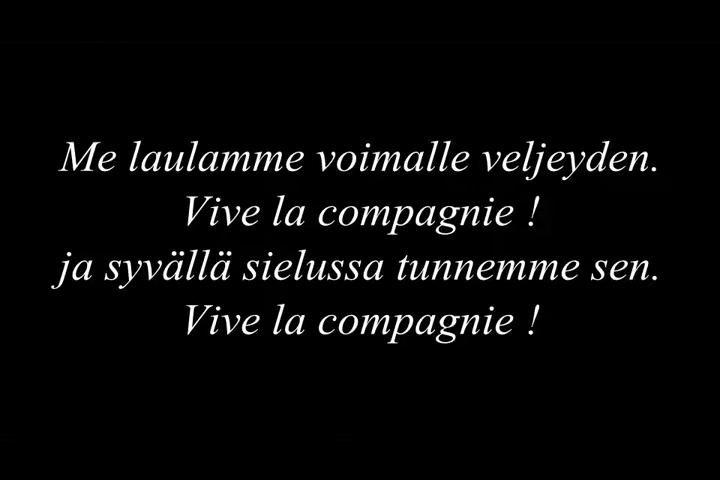 Me laulamme voimalle veljeyden.
Vive la compagnie !
ja syvällä sielussa tunnemme sen.
Vive la compagnie !